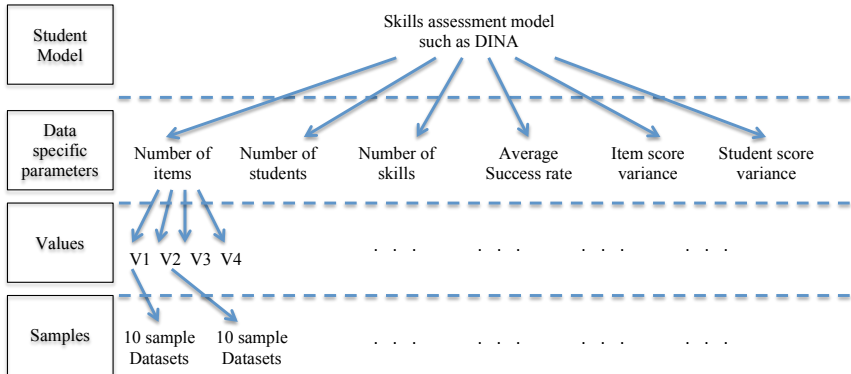 Student
Model
Skills assessment model
such as DINA
Data
specific
parameters
Number of
items
Number of
students
Number of
skills
Average
Success rate
Item score
variance
Student score
variance
Values
V1 V2 V3 V4
. . . . . . . . . . . .
Samples
10 sample
Datasets
10 sample
Datasets
. . . . . . . . . . . .